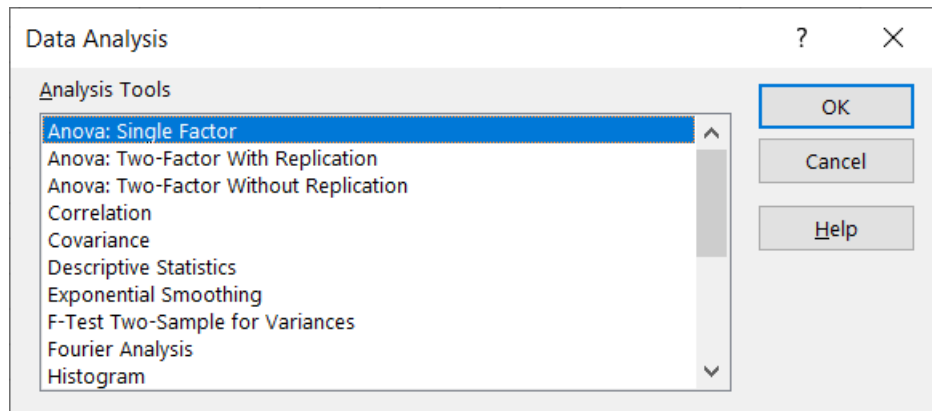 Data Analysis ?
Analysis Tools
Anova: Single Factor
Anova: Two-Factor With Replication
Anova: Two-Factor Without Replication
Correlation
Covariance
Descriptive Statistics
Exponential Smoothing
F-Test Two-Sample for Variances
Fourier Analysis
Histogram
OK
Cancel
Help